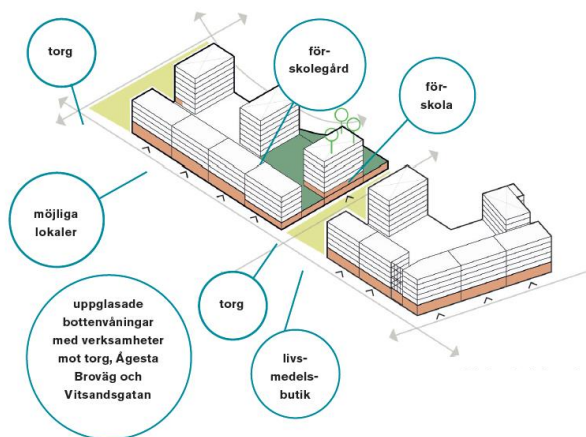 torg
för-
skolegård
för-
skola
möjliga
lokaler
uppglasade
bottenvåningar
med verksamheter
mot torg, Ågesta
Broväg och
Vitsandsgatan
torg
livs-
medels-
butik